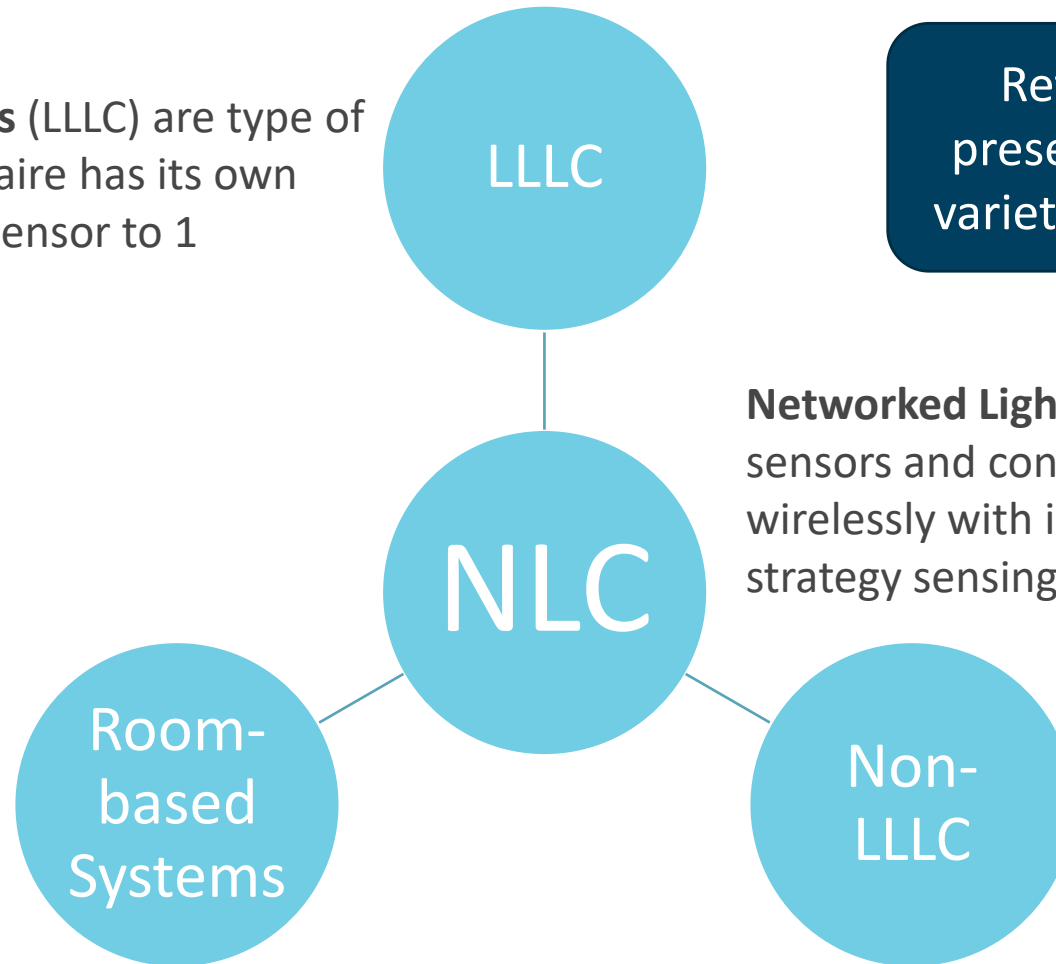 s (LLLC) are type of
aire has its own
ensor to 1
LLLC
Re
prese
variet
Networked Ligh
sensors and con
wirelessly with i
strategy sensing
NLC
Room-
based
Systems
Non-
LLLC